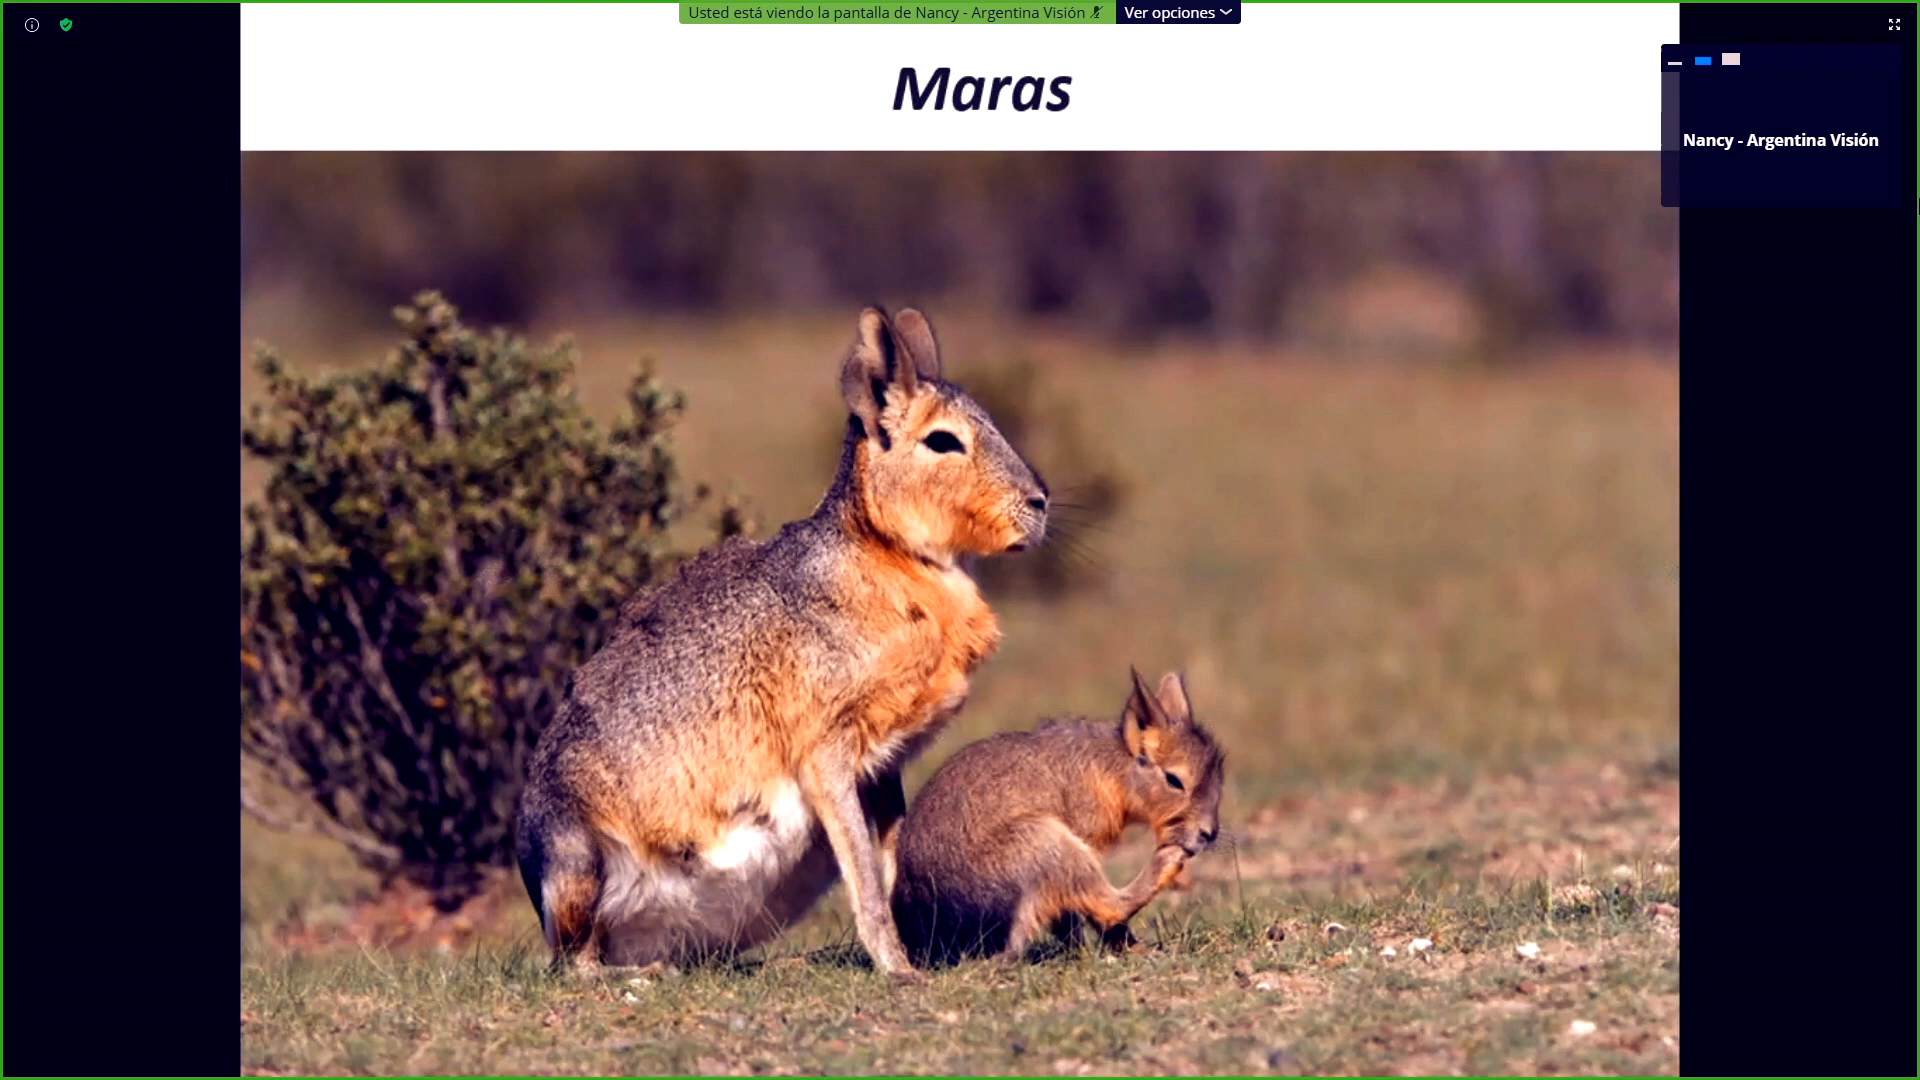 Usted está viendo la pantalla de Nancy - Argentina Visión
Ver opciones
Maras
Nancy - Argentina Visión